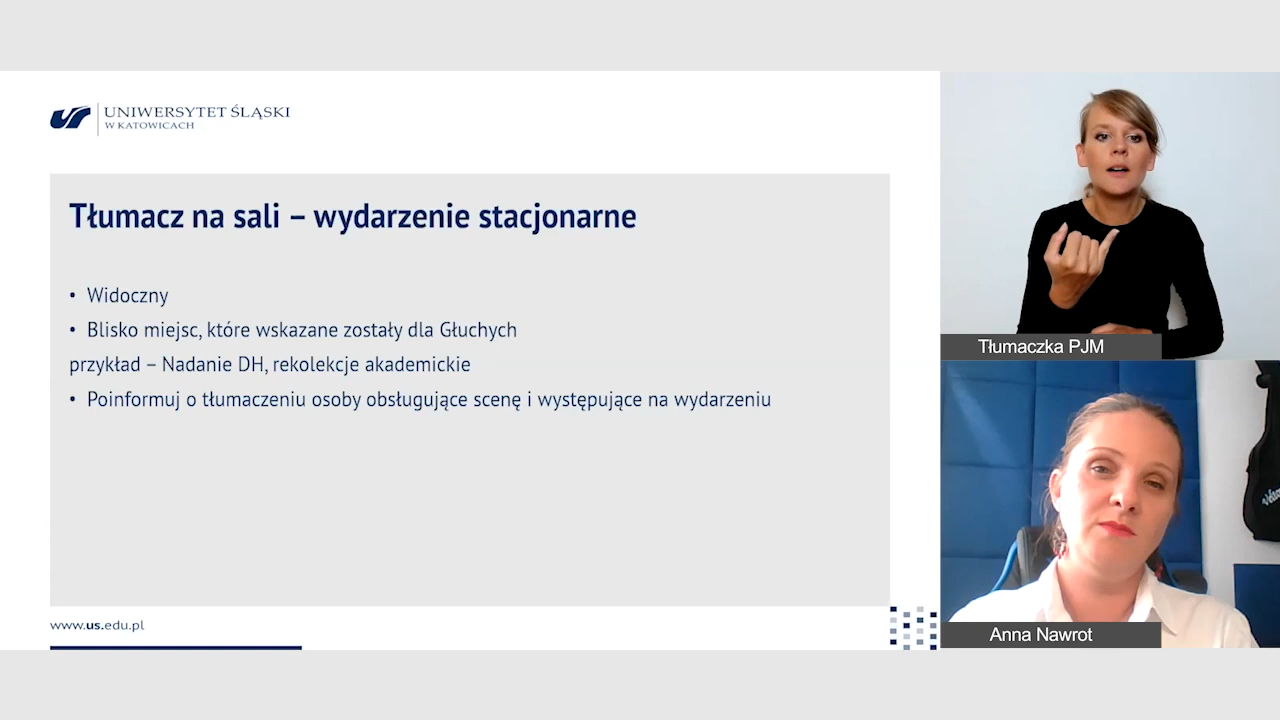 UNIWERSYTET ŚLĄSKI
W KATOWICACH
Tłumacz na sali – wydarzenie stacjonarne
• Widoczny
• Blisko miejsc, które wskazane zostały dla Głuchych
przykład – Nadanie DH, rekolekcje akademickie
• Poinformuj o tłumaczeniu osoby obsługujące scenę i występujące na wydarzeniu
www.us.edu.pl
Tłumaczka PJM
Anna Nawrot